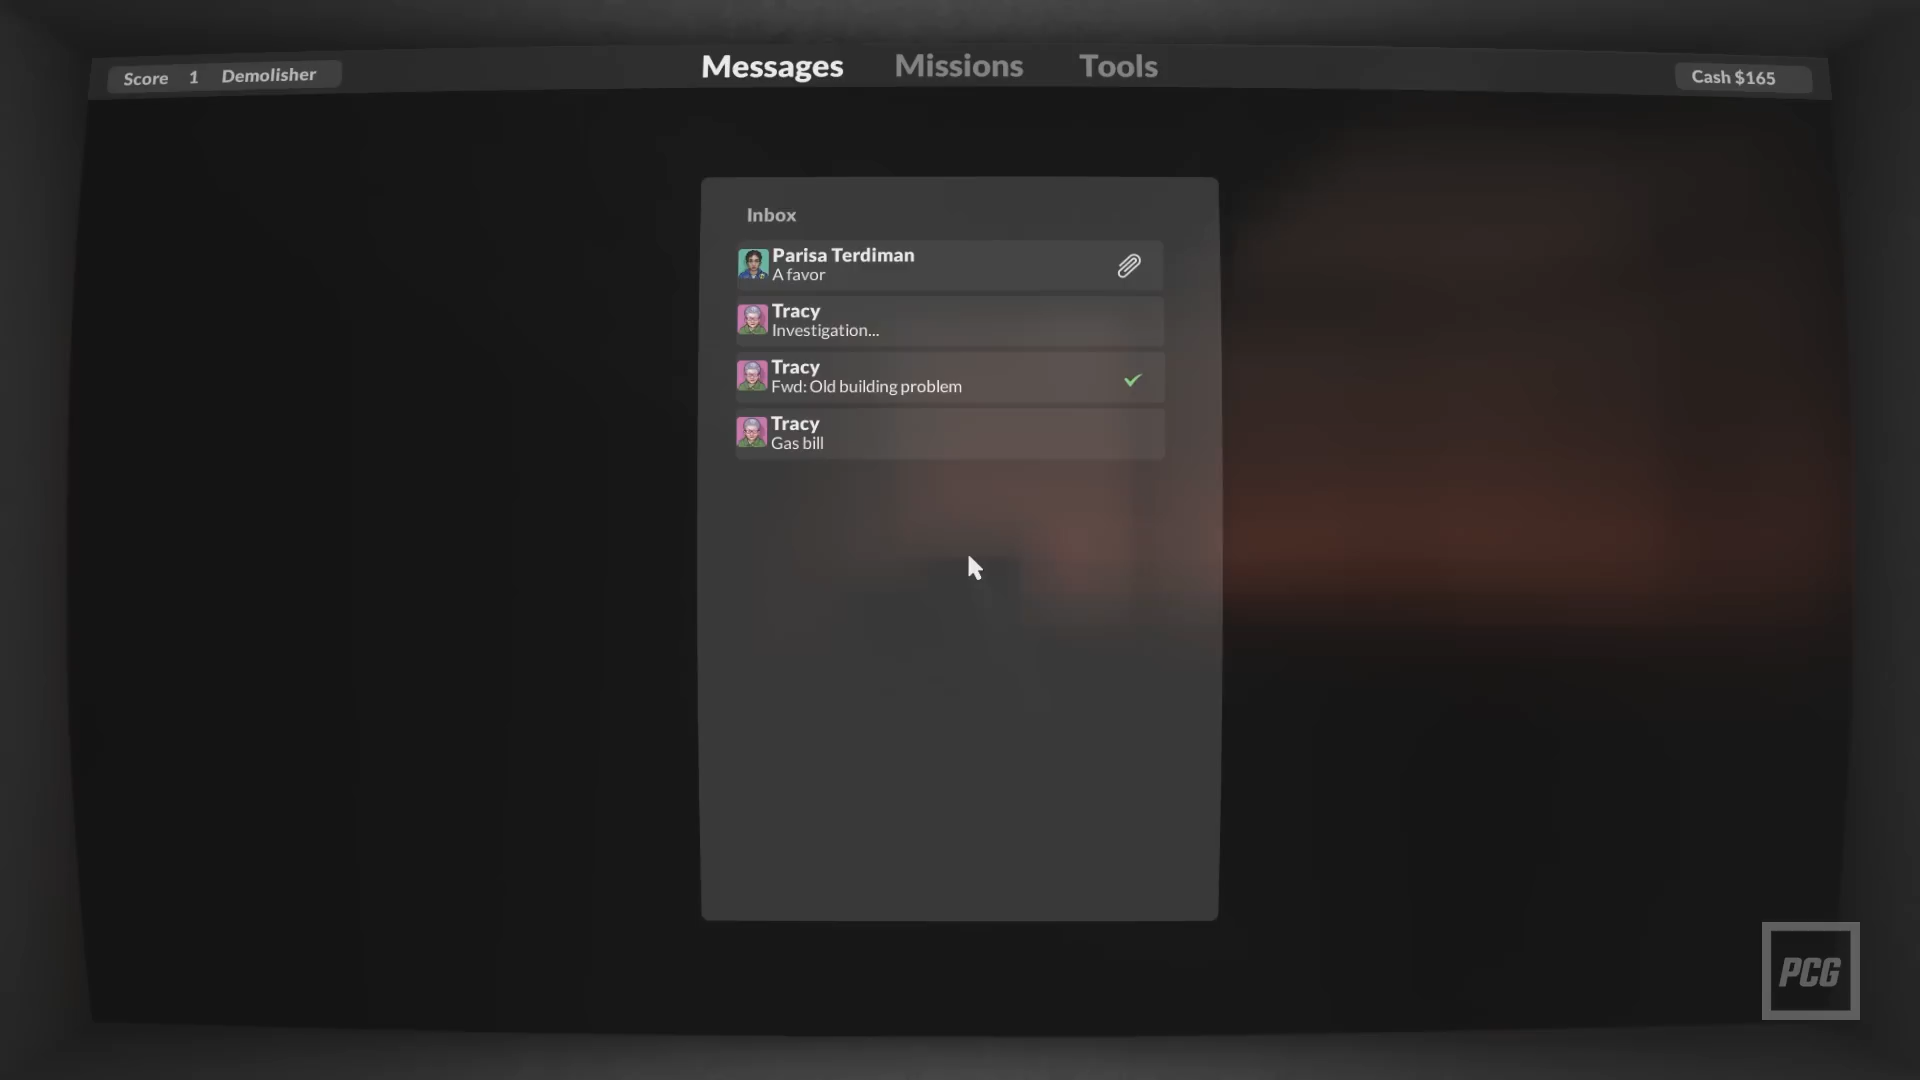 Score 1 Demolisher
Messages Missions Tools
Cash $165
Inbox
Parisa Terdiman
A favor
Tracy
Investigation...
Tracy
Fwd: Old building problem
Tracy
Gas bill
PCG